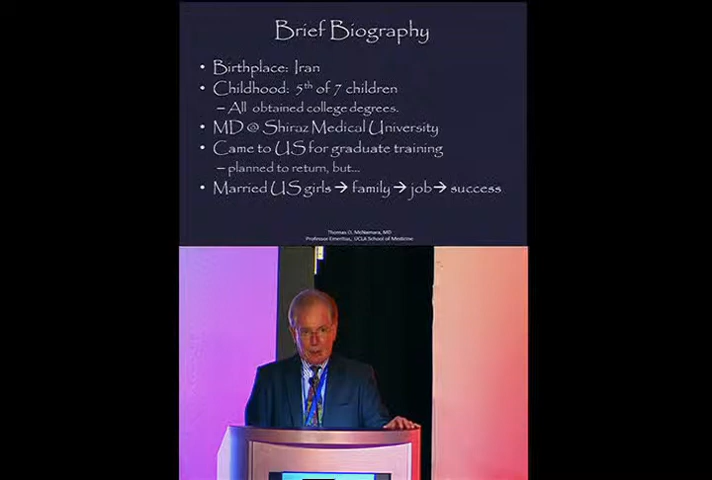 Brief Biography
• Birthplace: Iran
• Childhood: 5th of 7 children
– All obtained college degrees.
• MD @ Shiraz Medical University
• Came to US for graduate training
– planned to return, but...
• Married US girls → family → job → success
Thomas O. McNamara, MD
Professor Emeritus, UCLA School of Medicine